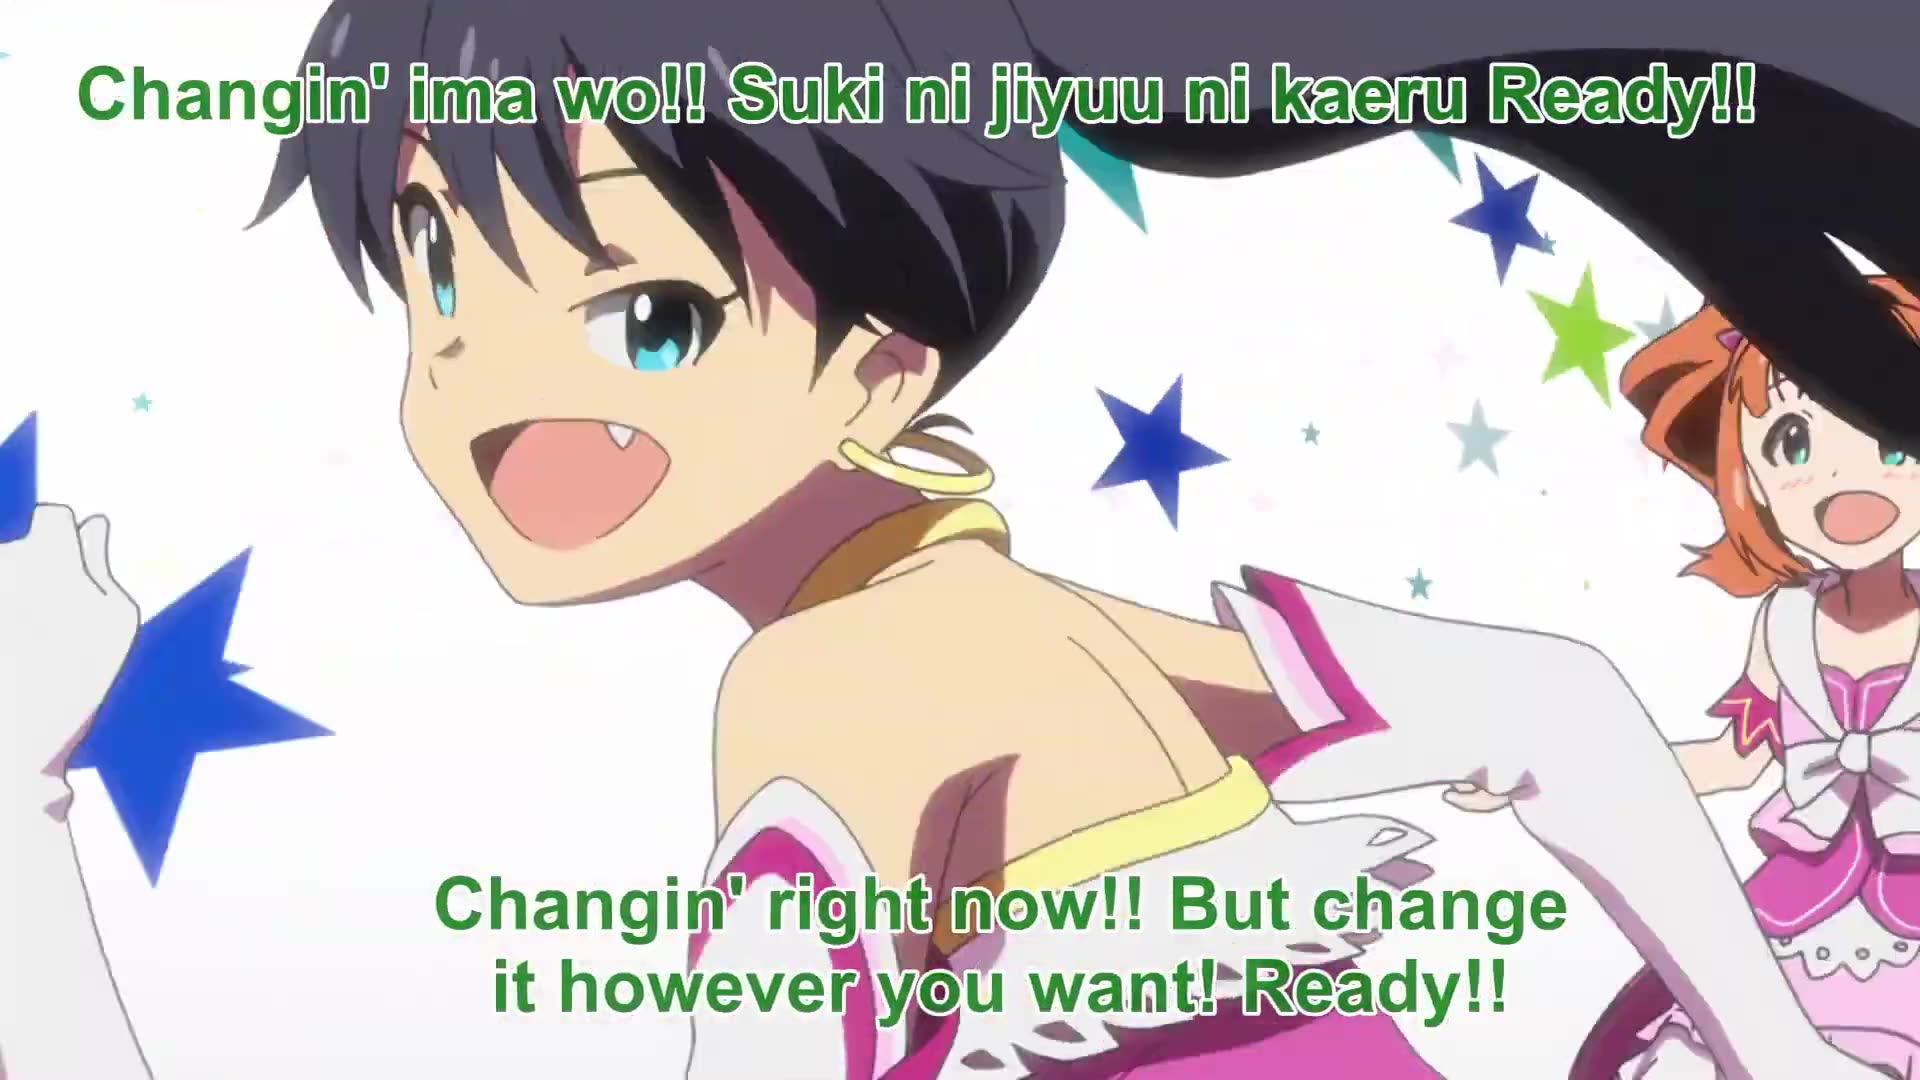 Changin' ima wo!! Suki ni jiyuu ni kaeru Ready!!
Changin' right now!! But change
it however you want! Ready!!